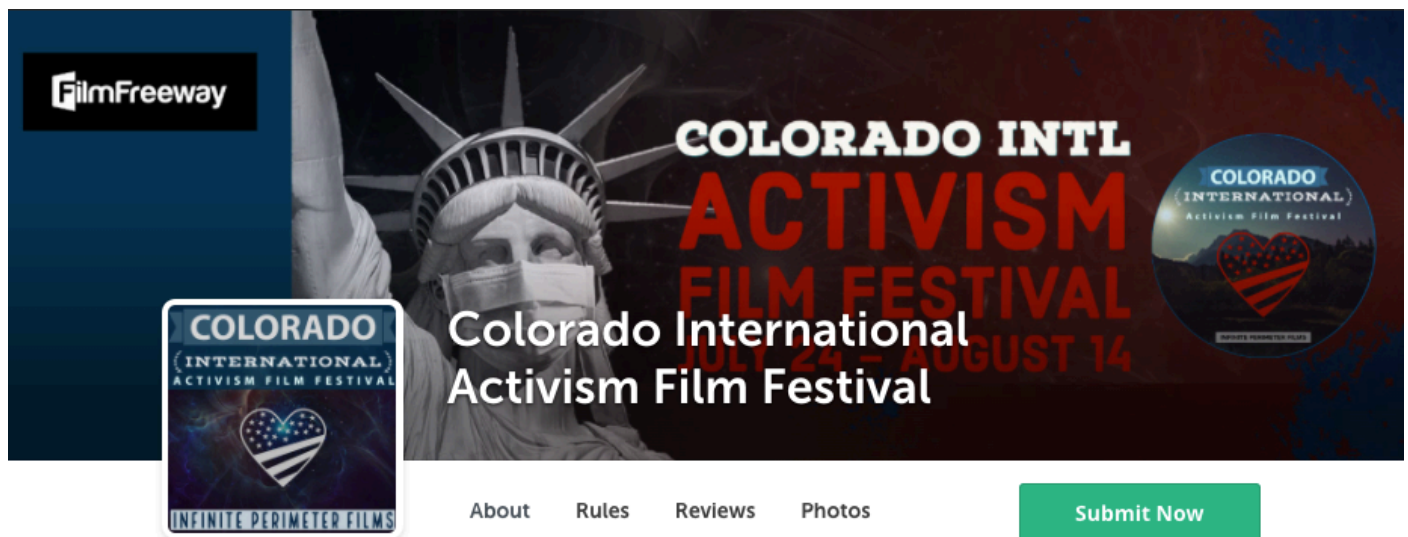 FilmFreeway
COLORADO INTL
ACTIVISM
FILM FESTIVAL
JULY 24 – AUGUST 14
COLORADO
INTERNATIONAL
Activism Film Festival
INFINITE PERIMETER FILMS
COLORADO
INTERNATIONAL
ACTIVISM FILM FESTIVAL
INFINITE PERIMETER FILMS
Colorado International
Activism Film Festival
About Rules Reviews Photos
Submit Now